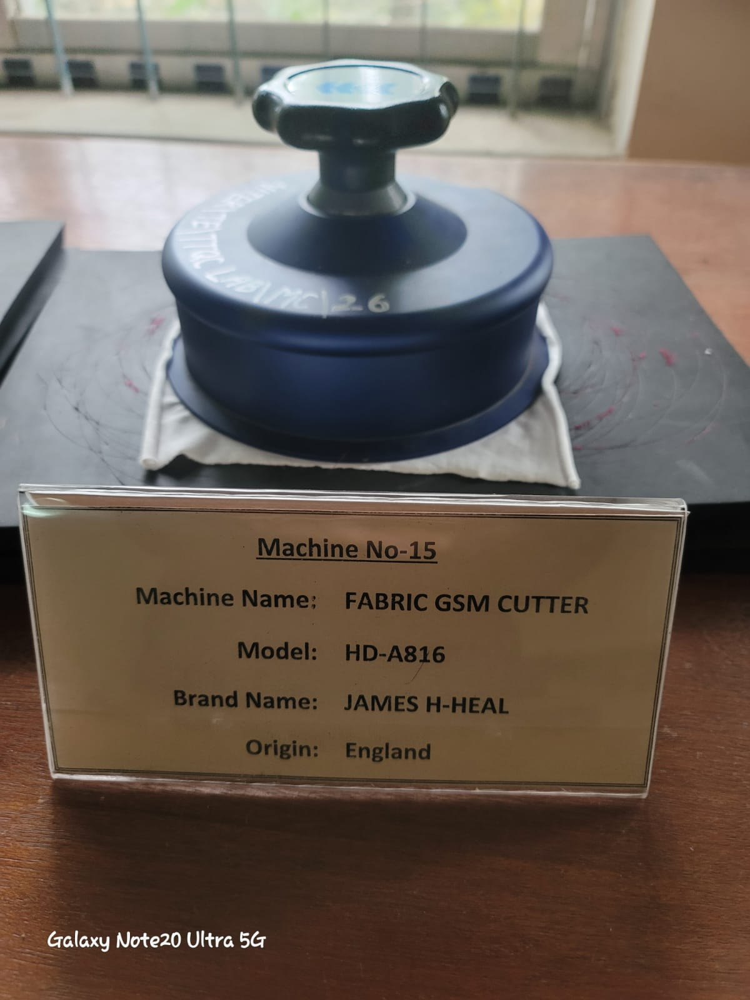 LAB\MC\26
Machine No-15
Machine Name: FABRIC GSM CUTTER
Model: HD-A816
Brand Name: JAMES H-HEAL
Origin: England
Galaxy Note20 Ultra 5G